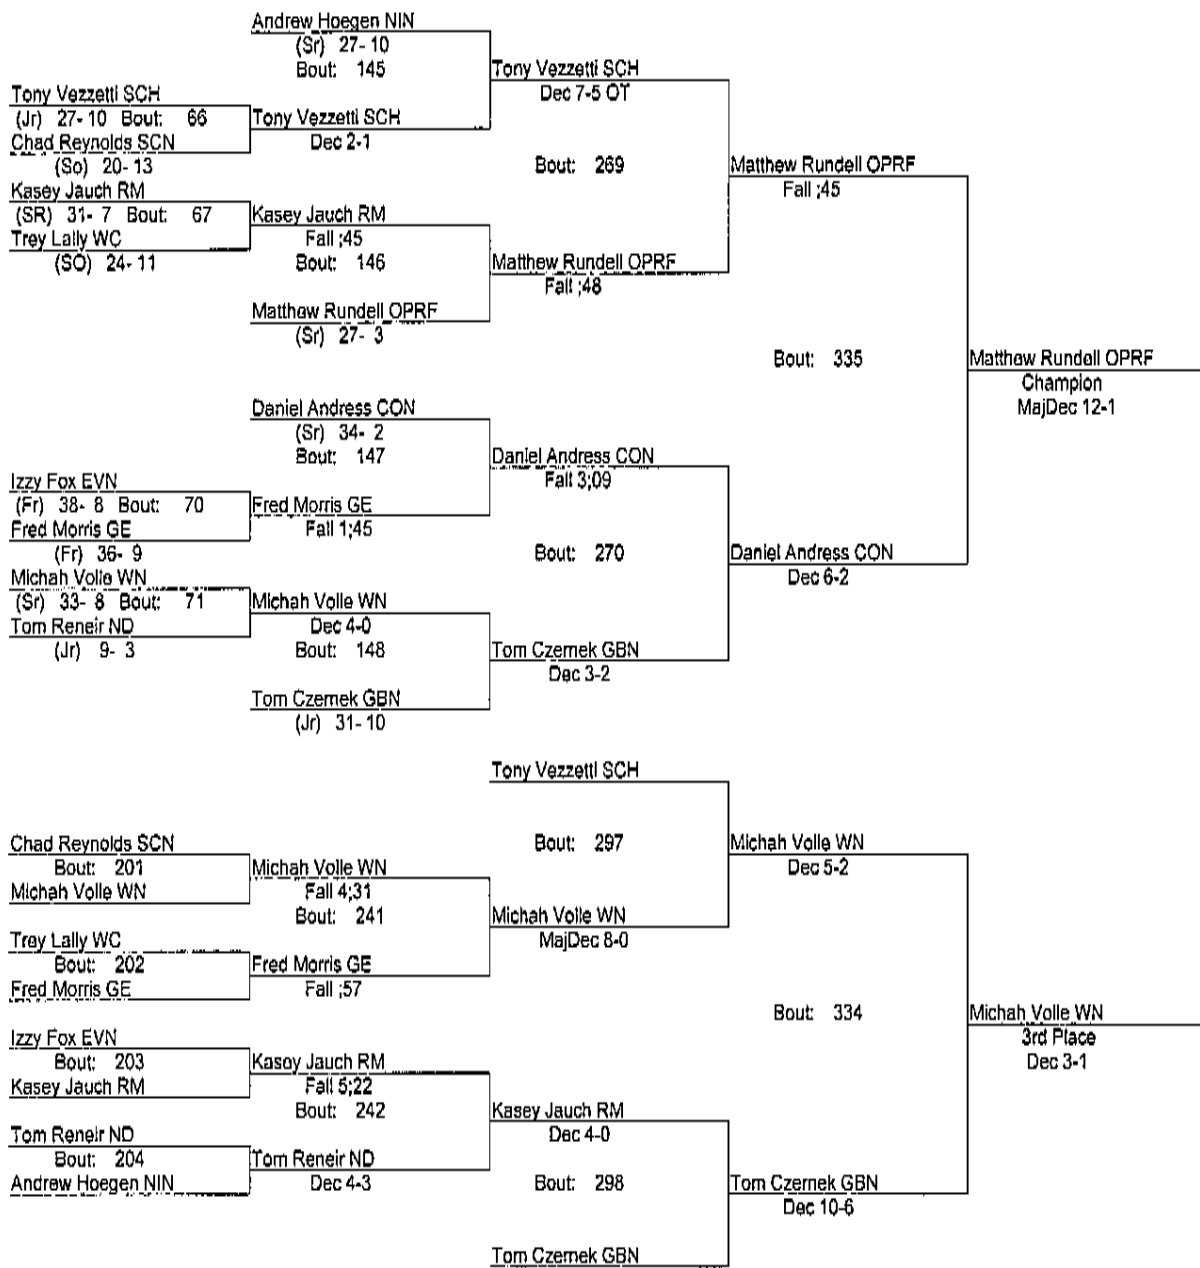 Andrew Hoegen NIN
(Sr) 27- 10
Bout: 145
Tony Vezzetti SCH
Dec 7-5 OT
Tony Vezzetti SCH
(Jr) 27- 10 Bout: 66
Tony Vezzetti SCH
Dec 2-1
Chad Reynolds SCN
(So) 20- 13
Bout: 269
Matthew Rundell OPRF
Fall ;45
Kasey Jauch RM
(SR) 31- 7 Bout: 67
Kasey Jauch RM
Fall ;45
Trey Lally WC
(SO) 24- 11
Bout: 146
Matthew Rundell OPRF
Fall ;48
Matthew Rundell OPRF
(Sr) 27- 3
Bout: 335
Matthew Rundell OPRF
Champion
MajDec 12-1
Daniel Andress CON
(Sr) 34- 2
Bout: 147
Daniel Andress CON
Fall 3;09
Izzy Fox EVN
(Fr) 38- 8 Bout: 70
Fred Morris GE
Fall 1;45
Fred Morris GE
(Fr) 36- 9
Bout: 270
Daniel Andress CON
Dec 6-2
Michah Volle WN
(Sr) 33- 8 Bout: 71
Michah Volle WN
Dec 4-0
Tom Reneir ND
(Jr) 9- 3
Bout: 148
Tom Czernek GBN
Dec 3-2
Tom Czernek GBN
(Jr) 31- 10
Tony Vezzetti SCH
Bout: 297
Michah Volle WN
Dec 5-2
Chad Reynolds SCN
Bout: 201
Michah Volle WN
Michah Volle WN
Fall 4;31
Bout: 241
Michah Volle WN
MajDec 8-0
Trey Lally WC
Bout: 202
Fred Morris GE
Fred Morris GE
Fall ;57
Bout: 334
Michah Volle WN
3rd Place
Dec 3-1
Izzy Fox EVN
Bout: 203
Kasey Jauch RM
Kasey Jauch RM
Fall 5;22
Bout: 242
Kasey Jauch RM
Dec 4-0
Tom Reneir ND
Bout: 204
Andrew Hoegen NIN
Tom Reneir ND
Dec 4-3
Bout: 298
Tom Czernek GBN
Dec 10-6
Tom Czernek GBN